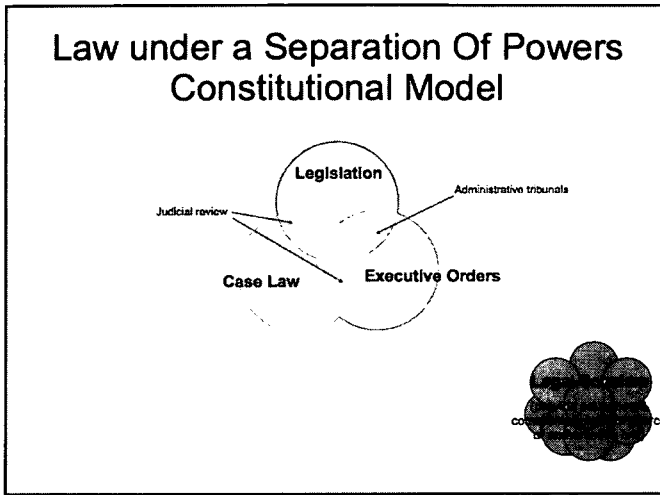 Law under a Separation Of Powers
Constitutional Model
Legislation
Administrative tribunals
Judicial review
Case Law
Executive Orders